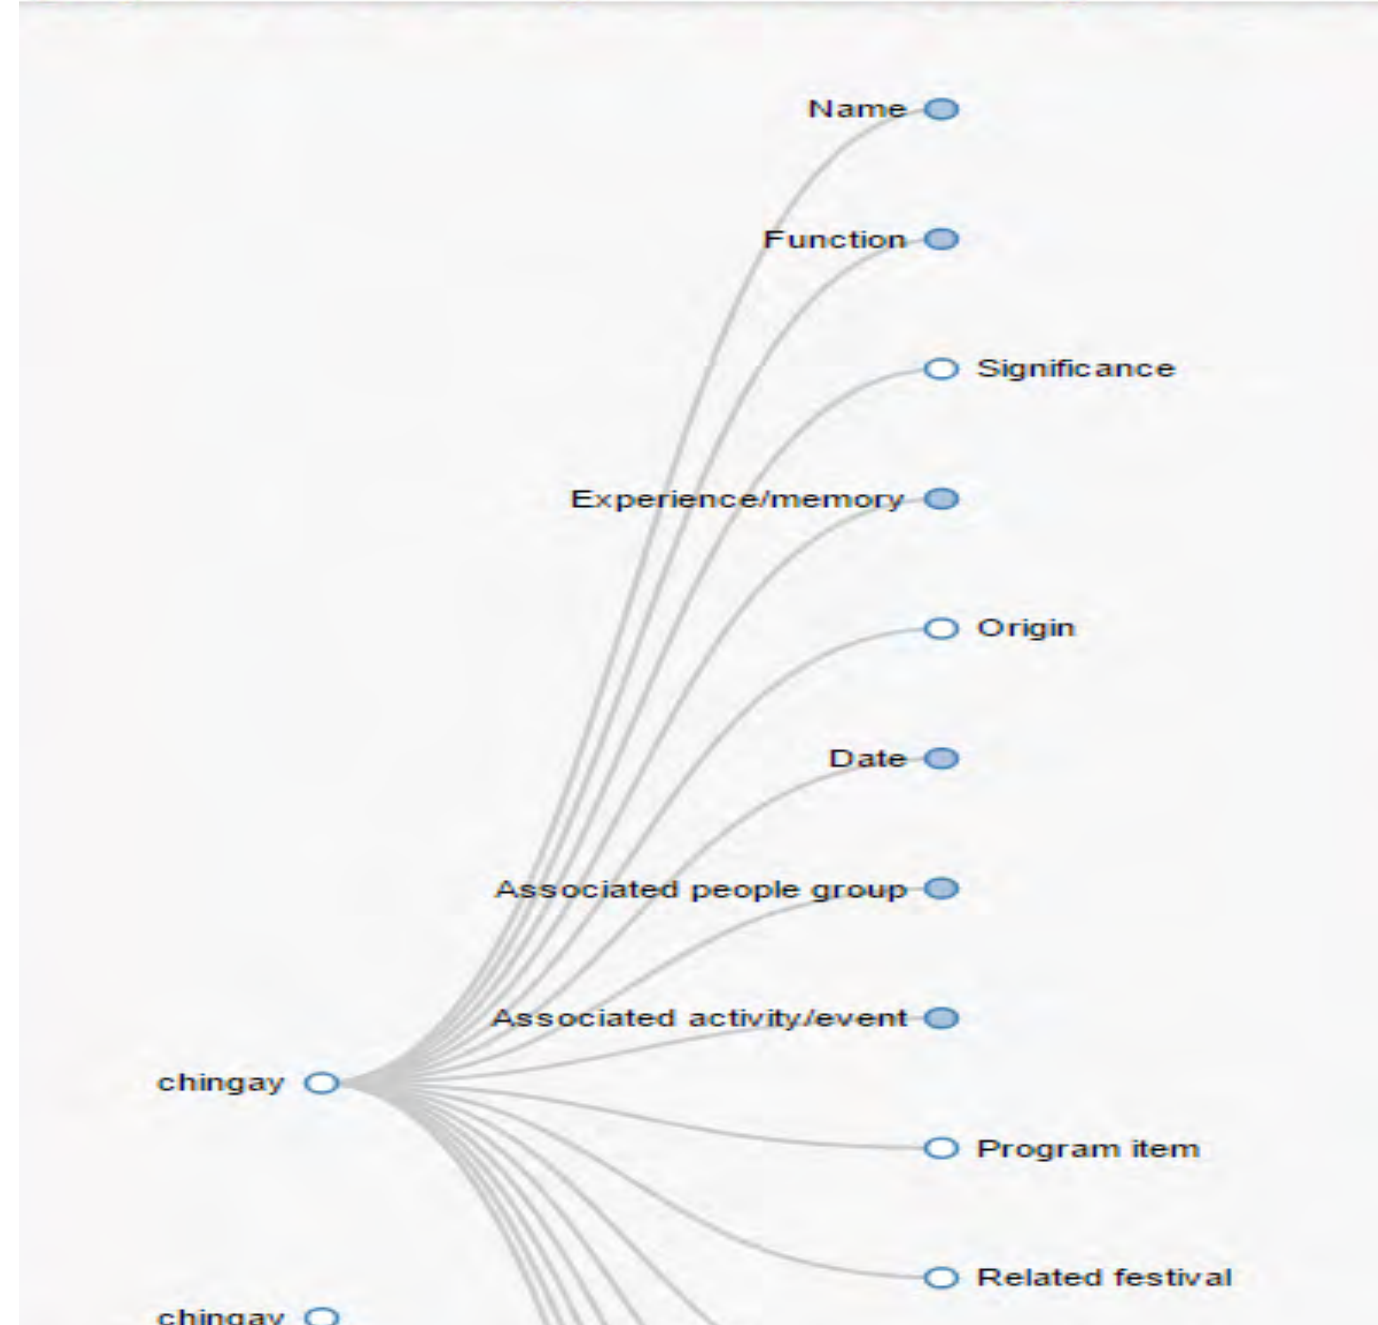 Name
Function
Significance
Experience/memory
Origin
Date
Associated people group
Associated activity/event
chingay
Program item
Related festival
chingay